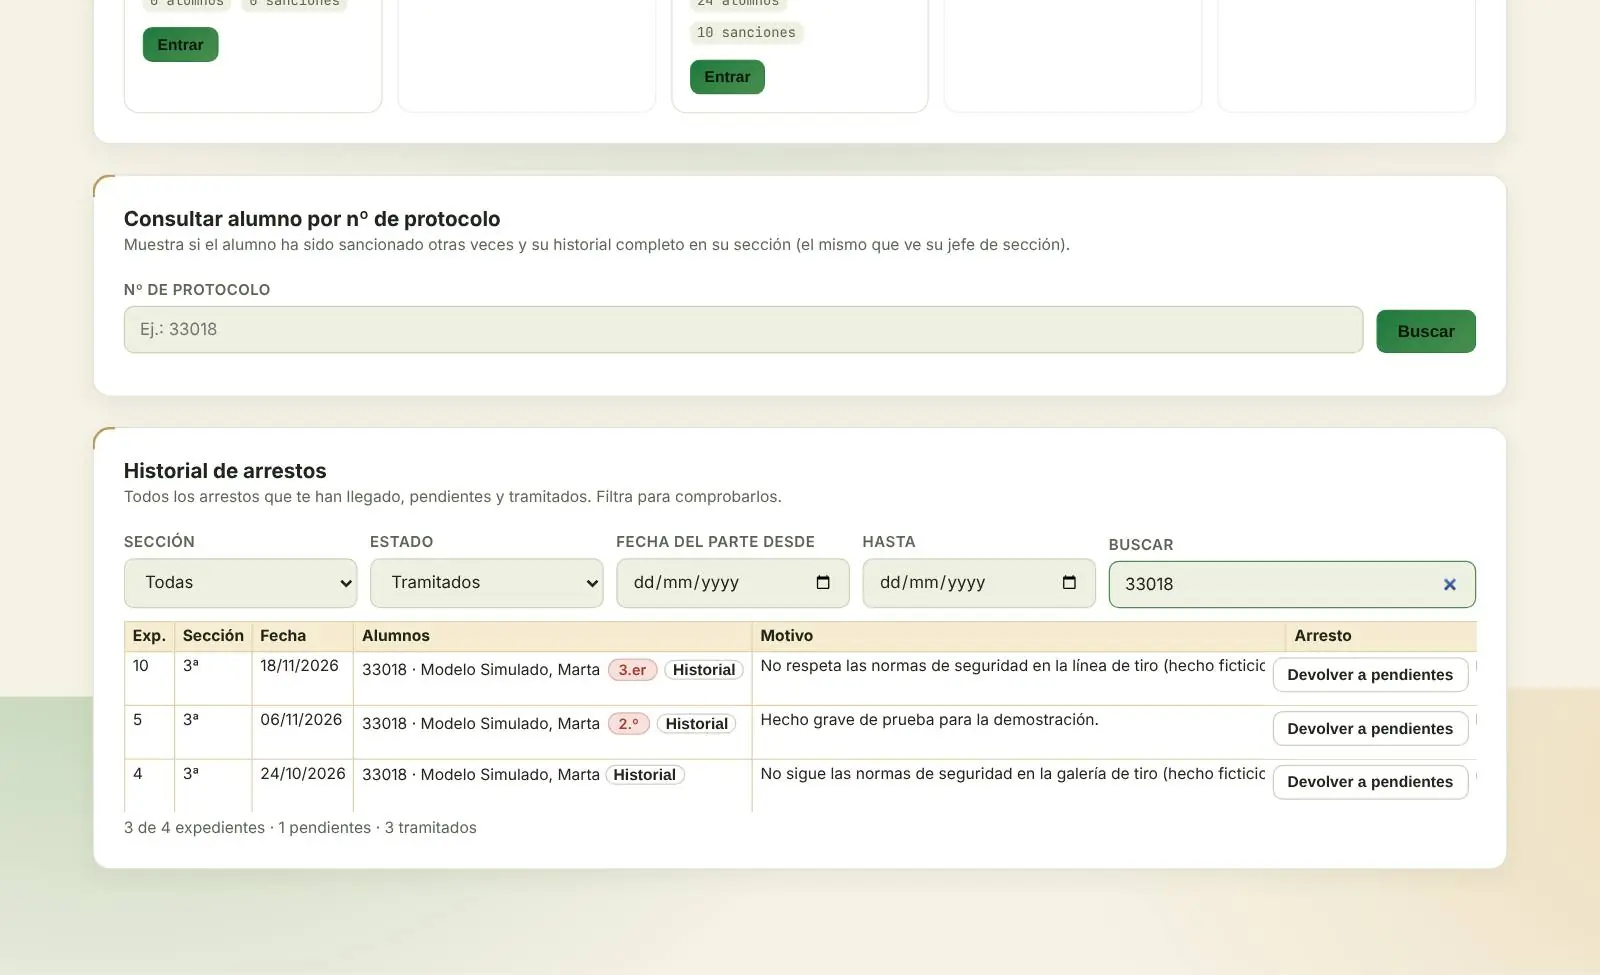 0 alumnos 0 sanciones
24 alumnos
10 sanciones
Entrar
Entrar
Consultar alumno por nº de protocolo
Muestra si el alumno ha sido sancionado otras veces y su historial completo en su sección (el mismo que ve su jefe de sección).
Nº DE PROTOCOLO
Ej.: 33018
Buscar
Historial de arrestos
Todos los arrestos que te han llegado, pendientes y tramitados. Filtra para comprobarlos.
SECCIÓN ESTADO FECHA DEL PARTE DESDE HASTA BUSCAR
Todas Tramitados dd/mm/yyyy dd/mm/yyyy 33018
Exp. Sección Fecha Alumnos Motivo Arresto
10 3ª 18/11/2026 33018 · Modelo Simulado, Marta 3.er Historial No respeta las normas de seguridad en la línea de tiro (hecho ficticio Devolver a pendientes
5 3ª 06/11/2026 33018 · Modelo Simulado, Marta 2.º Historial Hecho grave de prueba para la demostración. Devolver a pendientes
4 3ª 24/10/2026 33018 · Modelo Simulado, Marta Historial No sigue las normas de seguridad en la galería de tiro (hecho ficticio Devolver a pendientes
3 de 4 expedientes · 1 pendientes · 3 tramitados